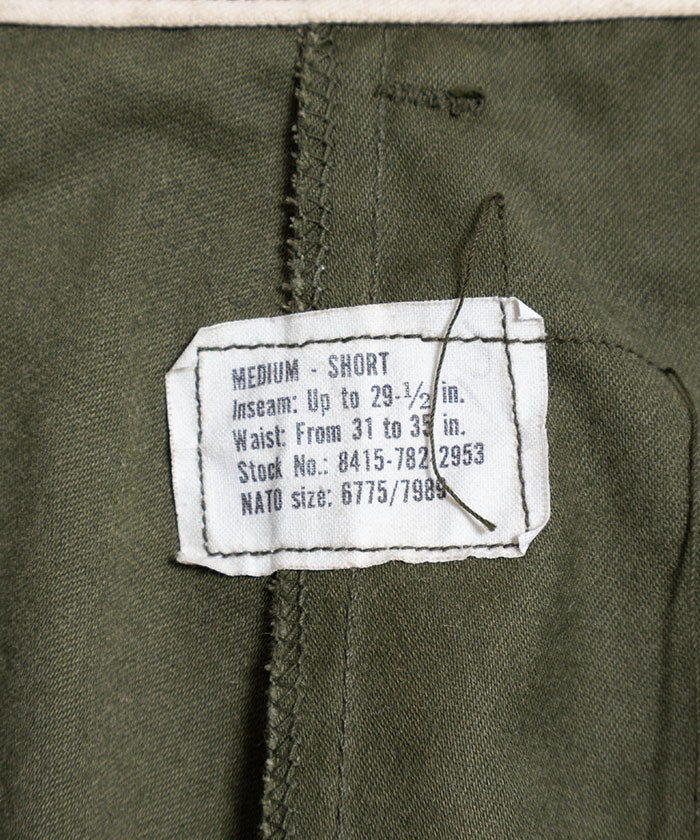 MEDIUM - SHORT
Inseam: Up to 29-1/2 in.
Waist: From 31 to 35 in.
Stock No.: 8415-782-2953
NATO size: 6775/7989